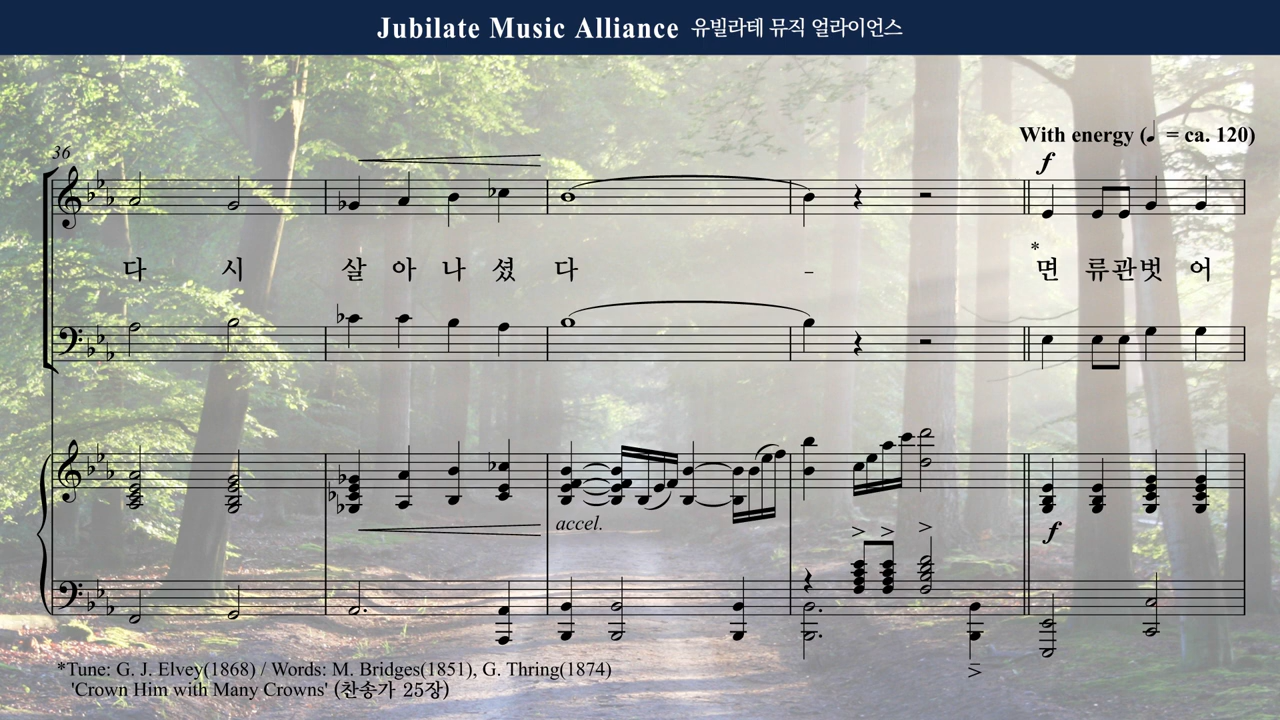 Jubilate Music Alliance 유빌라테 뮤직 얼라이언스
With energy (♩ = ca. 120)
36
f
*
다 시 살 아 나 셨 다 - 면 류관벗 어
accel.
f
*Tune: G. J. Elvey(1868) / Words: M. Bridges(1851), G. Thring(1874)
'Crown Him with Many Crowns' (찬송가 25장)